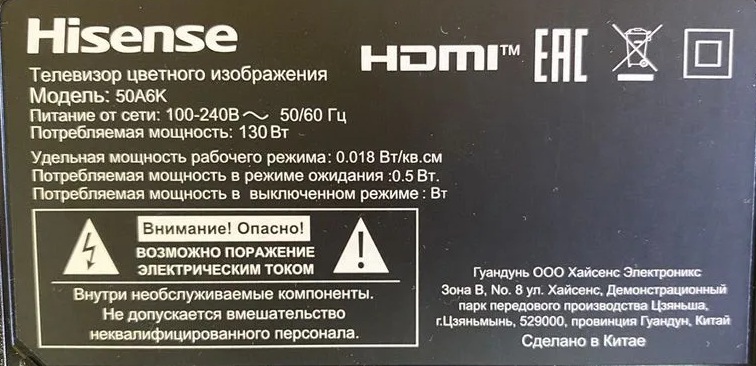 Hisense
HDMI™ EAC
Телевизор цветного изображения
Модель: 50A6K
Питание от сети: 100-240В ~ 50/60 Гц
Потребляемая мощность: 130 Вт
Удельная мощность рабочего режима: 0.018 Вт/кв.см
Потребляемая мощность в режиме ожидания :0.5 Вт.
Потребляемая мощность в выключенном режиме : Вт
Внимание! Опасно!
ВОЗМОЖНО ПОРАЖЕНИЕ
ЭЛЕКТРИЧЕСКИМ ТОКОМ
Внутри необслуживаемые компоненты.
Не допускается вмешательство
неквалифицированного персонала.
Гуандунь ООО Хайсенс Электроникс
Зона B, No. 8 ул. Хайсенс, Демонстрационный
парк передового производства Цзяньша,
г.Цзяньмынь, 529000, провинция Гуандун, Китай
Сделано в Китае